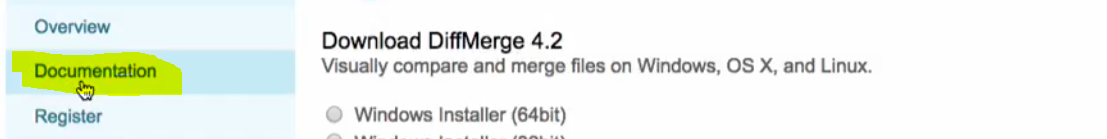 Overview
Documentation
Register
Download DiffMerge 4.2
Visually compare and merge files on Windows, OS X, and Linux.
Windows Installer (64bit)